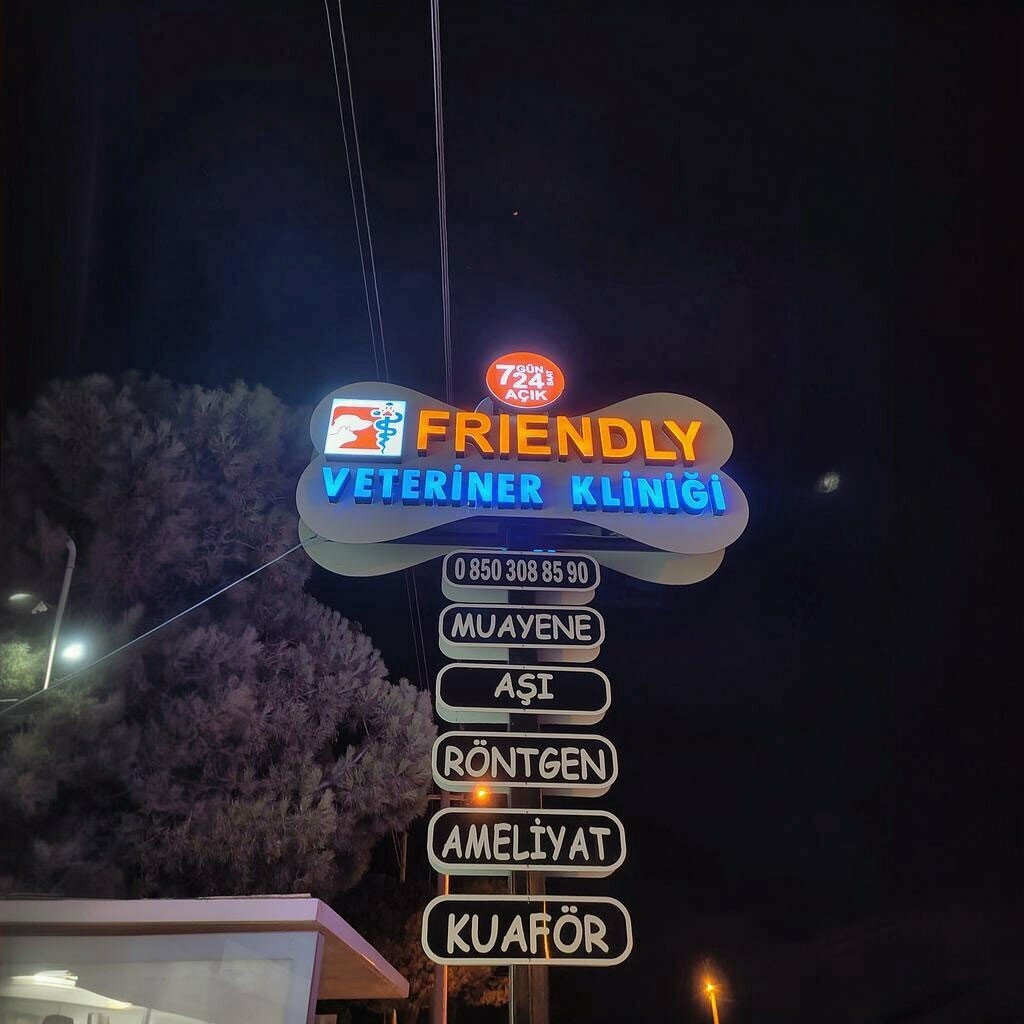 7 GÜN
24 SAAT
AÇIK
FRIENDLY
VETERİNER KLİNİĞİ
0 850 308 85 90
MUAYENE
AŞI
RÖNTGEN
AMELİYAT
KUAFÖR